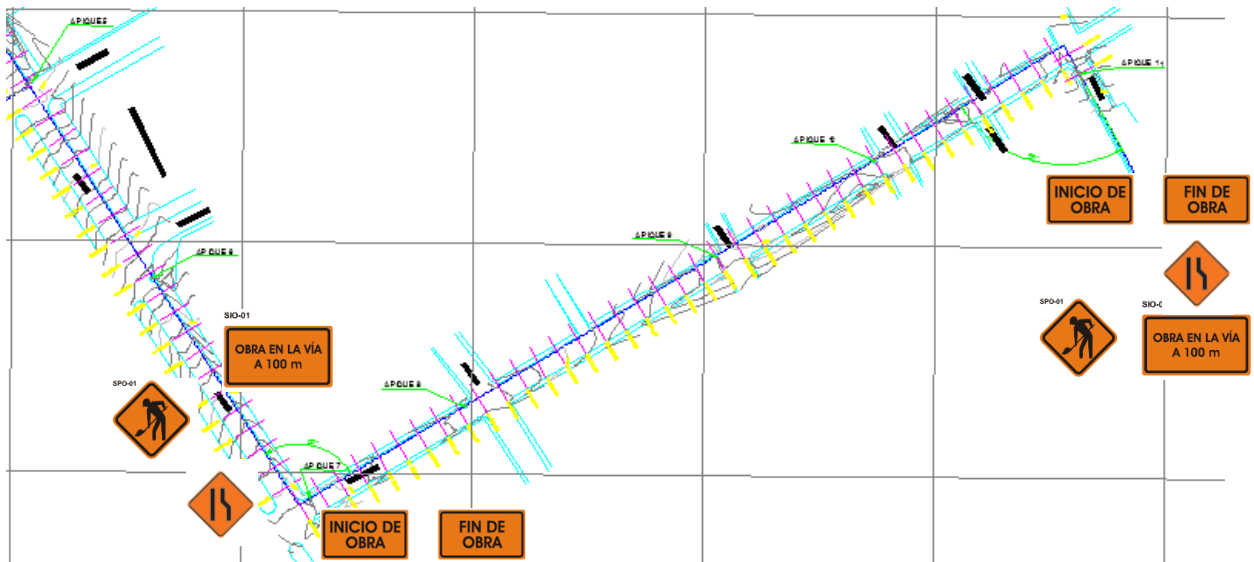 APIQUE 5
APIQUE 11
APIQUE 10
INICIO DE
OBRA
FIN DE
OBRA
APIQUE 9
APIQUE 6
SPO-01
SIO-0
OBRA EN LA VÍA
A 100 m
SIO-01
OBRA EN LA VÍA
A 100 m
SPO-01
APIQUE 8
APIQUE 7
INICIO DE
OBRA
FIN DE
OBRA